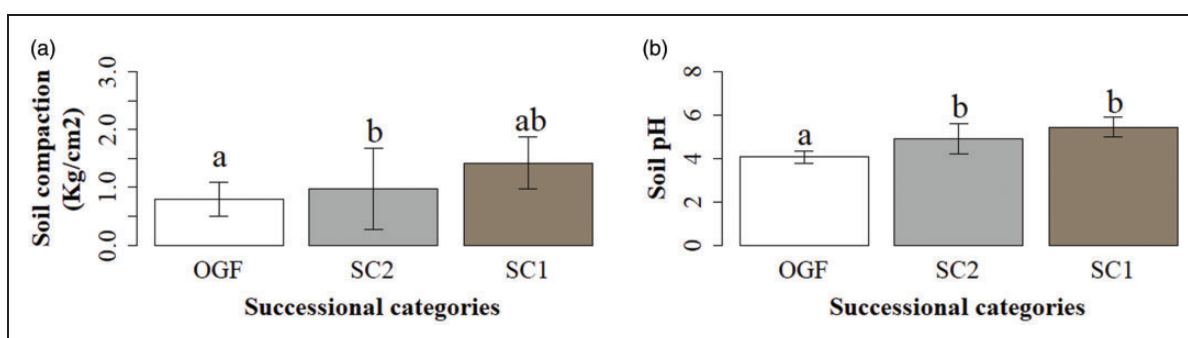 (a)
Soil compaction
(Kg/cm2)
3.0
2.0
1.0
0.0
a
b
ab
OGF SC2 SC1
Successional categories
(b)
Soil pH
8
6
4
2
0
a
b
b
OGF SC2 SC1
Successional categories